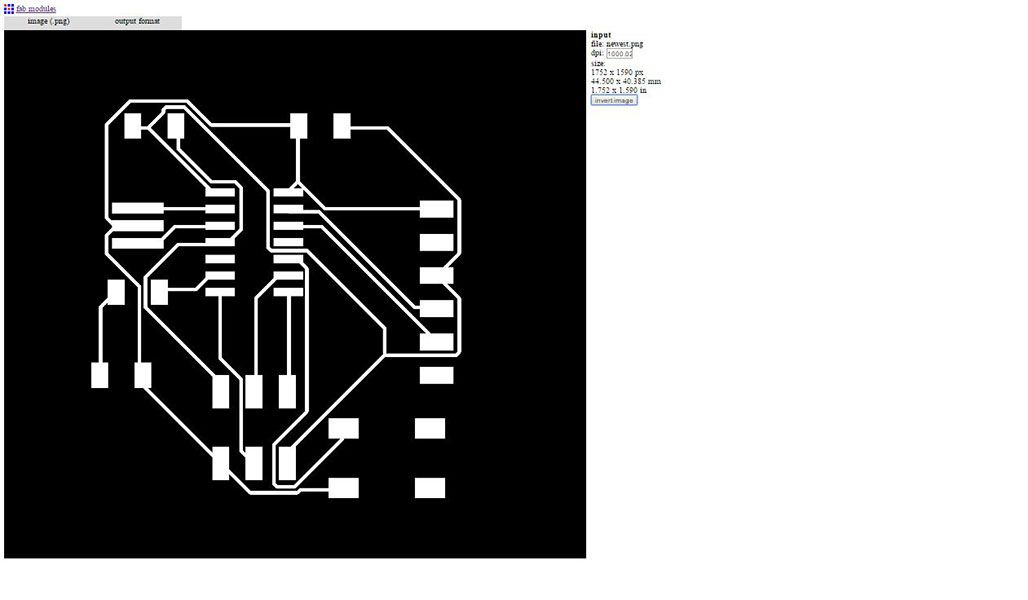 fab modules
image (.png) output format
input
file: newest.png
dpi: 1000.02
size:
1752 x 1590 px
44.500 x 40.385 mm
1.752 x 1.590 in
invert image